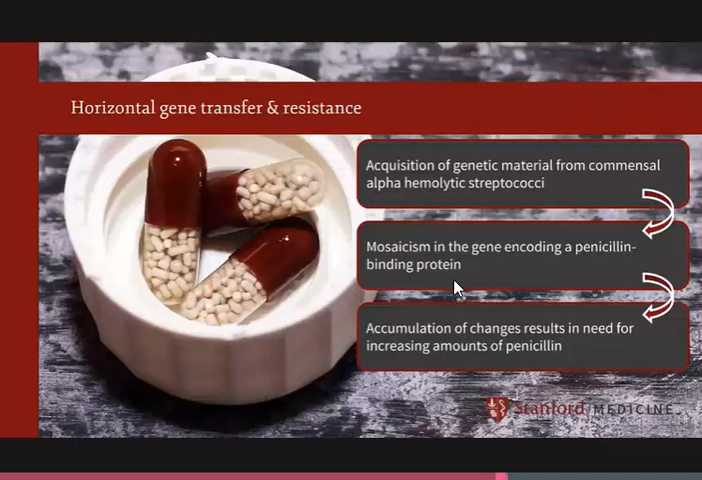 Horizontal gene transfer & resistance
Acquisition of genetic material from commensal
alpha hemolytic streptococci
Mosaicism in the gene encoding a penicillin-
binding protein
Accumulation of changes results in need for
increasing amounts of penicillin
Stanford MEDICINE